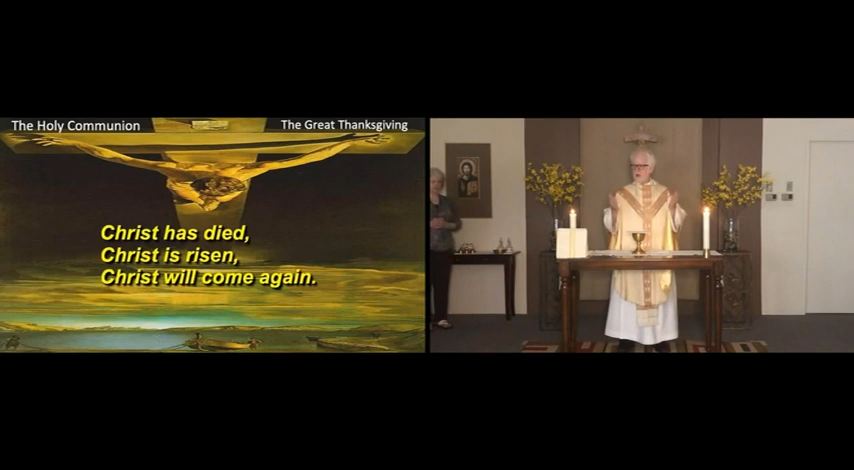 The Holy Communion
The Great Thanksgiving
Christ has died,
Christ is risen,
Christ will come again.